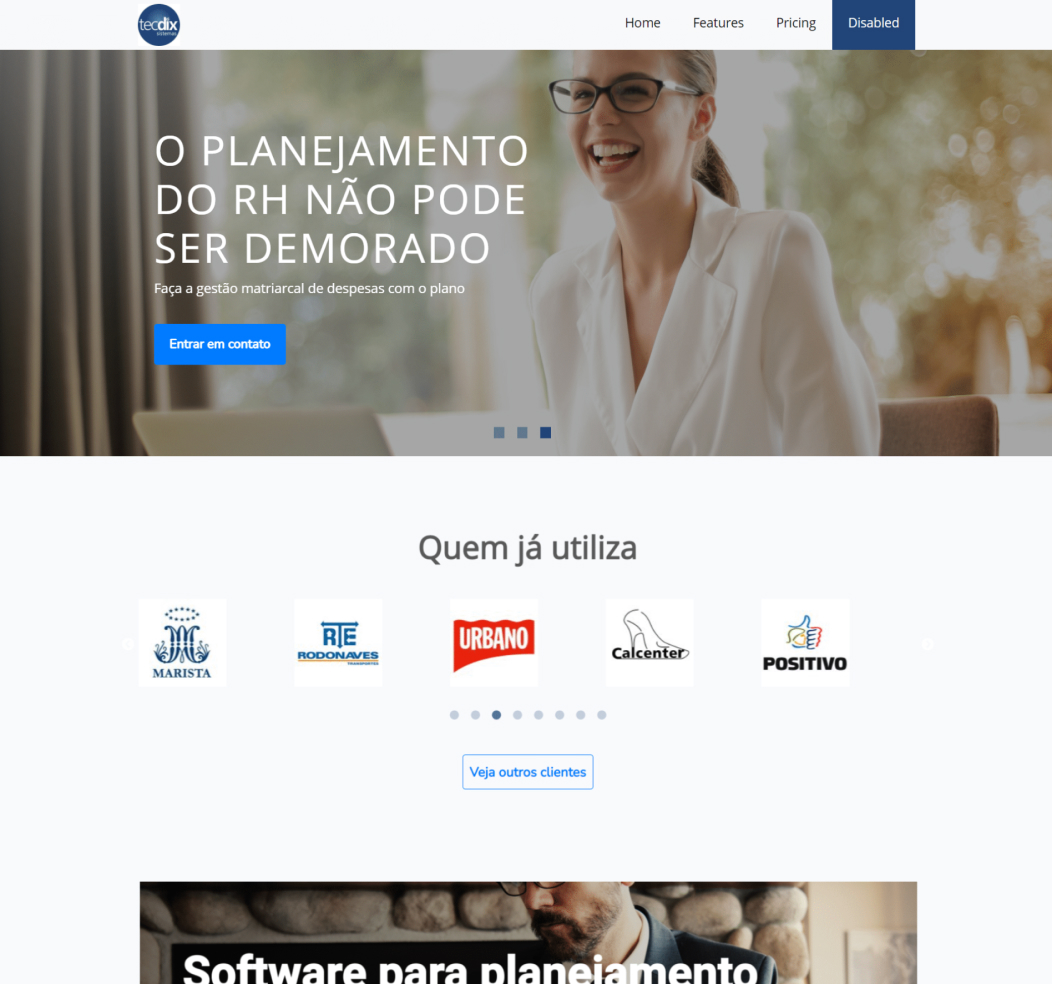 tecdix
sistemas
Home Features Pricing Disabled
O PLANEJAMENTO
DO RH NÃO PODE
SER DEMORADO
Faça a gestão matriarcal de despesas com o plano
Entrar em contato
Quem já utiliza
MARISTA
RTE
RODONAVES
TRANSPORTES
URBANO
Calcenter
POSITIVO
Veja outros clientes
Software para planejamento